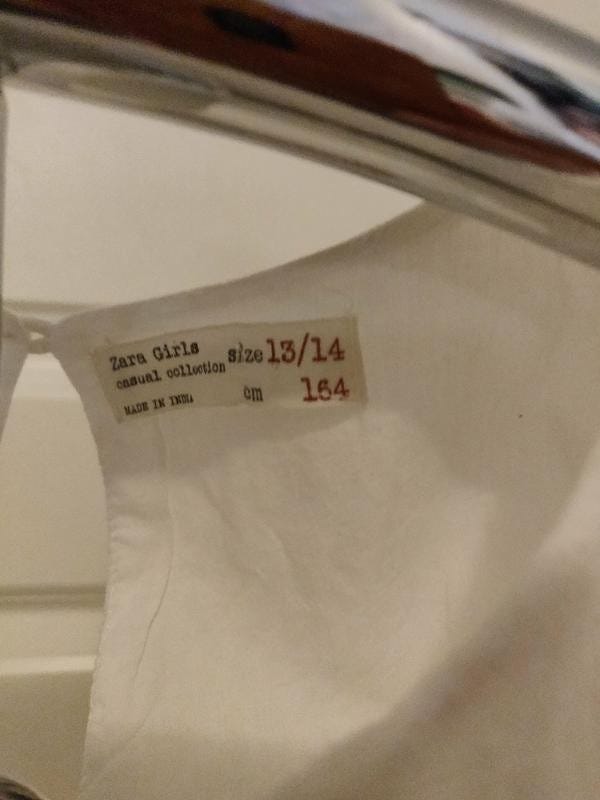 Zara Girls size 13/14
casual collection
MADE IN INDIA cm 164